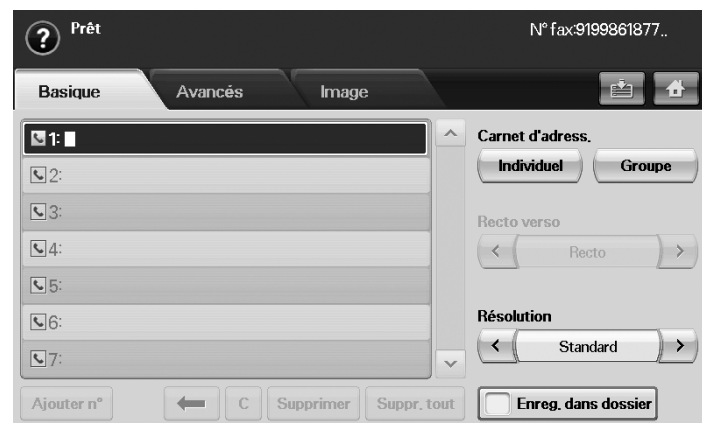 ? Prêt
N° fax:9199861877..
Basique
Avancés
Image
1:
2:
3:
4:
5:
6:
7:
Carnet d'adress.
Individuel
Groupe
Recto verso
< Recto >
Résolution
< Standard >
Ajouter n°
C
Supprimer
Suppr. tout
Enreg. dans dossier